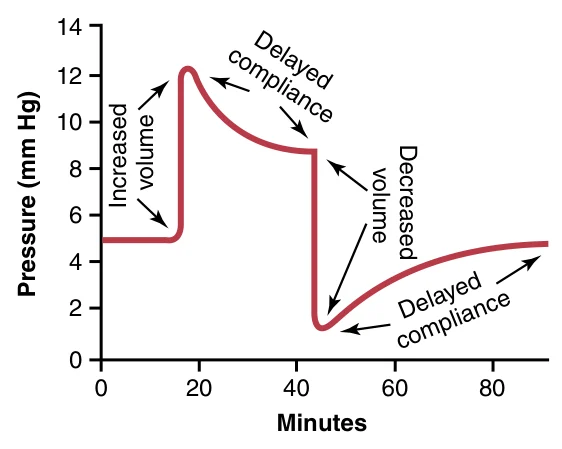 14
12
10
8
6
4
2
0
Pressure (mm Hg)
Increased
volume
Delayed
compliance
Decreased
volume
Delayed
compliance
0
20
40
60
80
Minutes